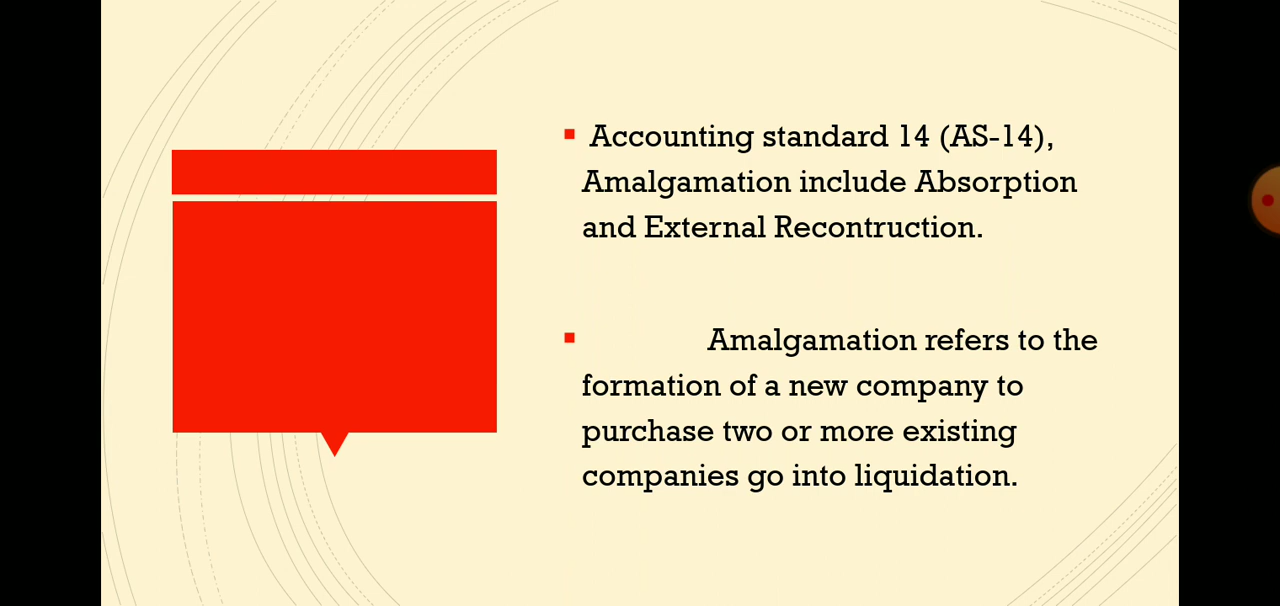 Accounting standard 14 (AS-14),
Amalgamation include Absorption
and External Recontruction.
Amalgamation refers to the
formation of a new company to
purchase two or more existing
companies go into liquidation.